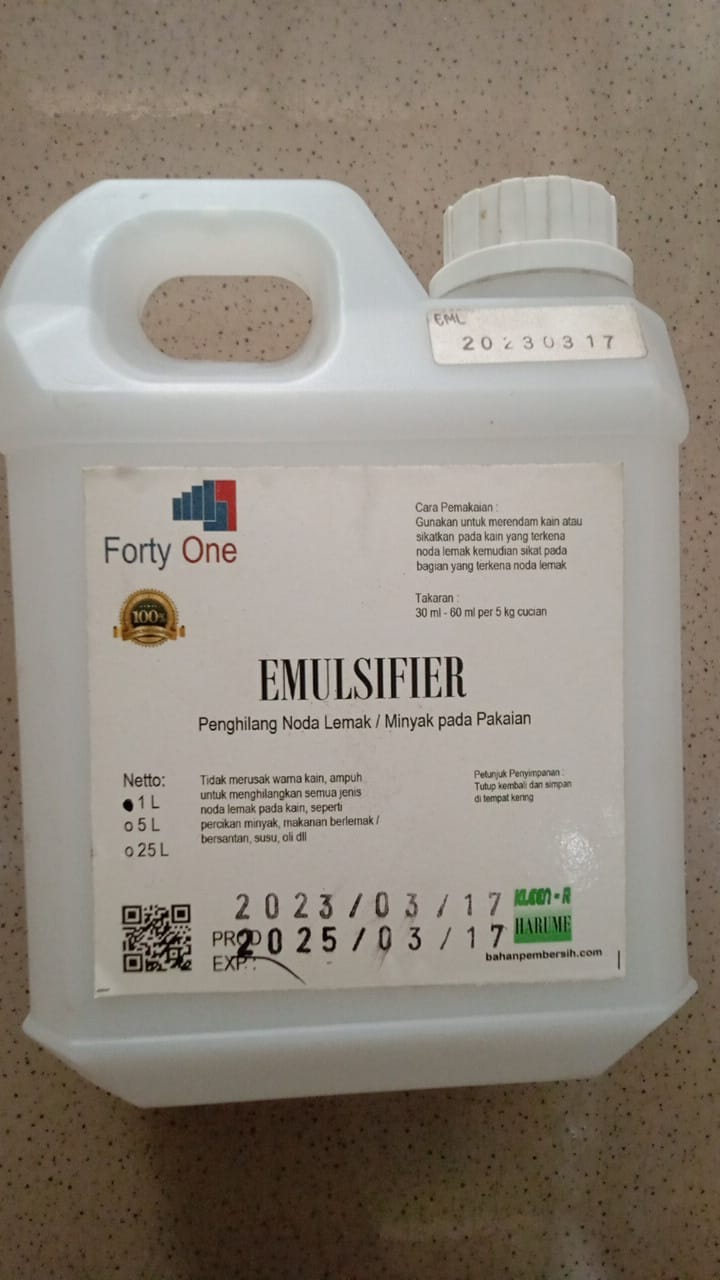 EML
20230317
Forty One
100%
Cara Pemakaian :
Gunakan untuk merendam kain atau
sikatkan pada kain yang terkena
noda lemak kemudian sikat pada
bagian yang terkena noda lemak
Takaran :
30 ml - 60 ml per 5 kg cucian
EMULSIFIER
Penghilang Noda Lemak / Minyak pada Pakaian
Netto:
1 L
5 L
25 L
Tidak merusak warna kain, ampuh
untuk menghilangkan semua jenis
noda lemak pada kain, seperti
percikan minyak, makanan berlemak /
bersantan, susu, oli dll
Petunjuk Penyimpanan :
Tutup kembali dan simpan
di tempat kering
2023/03/17
PROD
2025/03/17
EXP :
KLEEN - R
HARUME
bahanpembersih.com